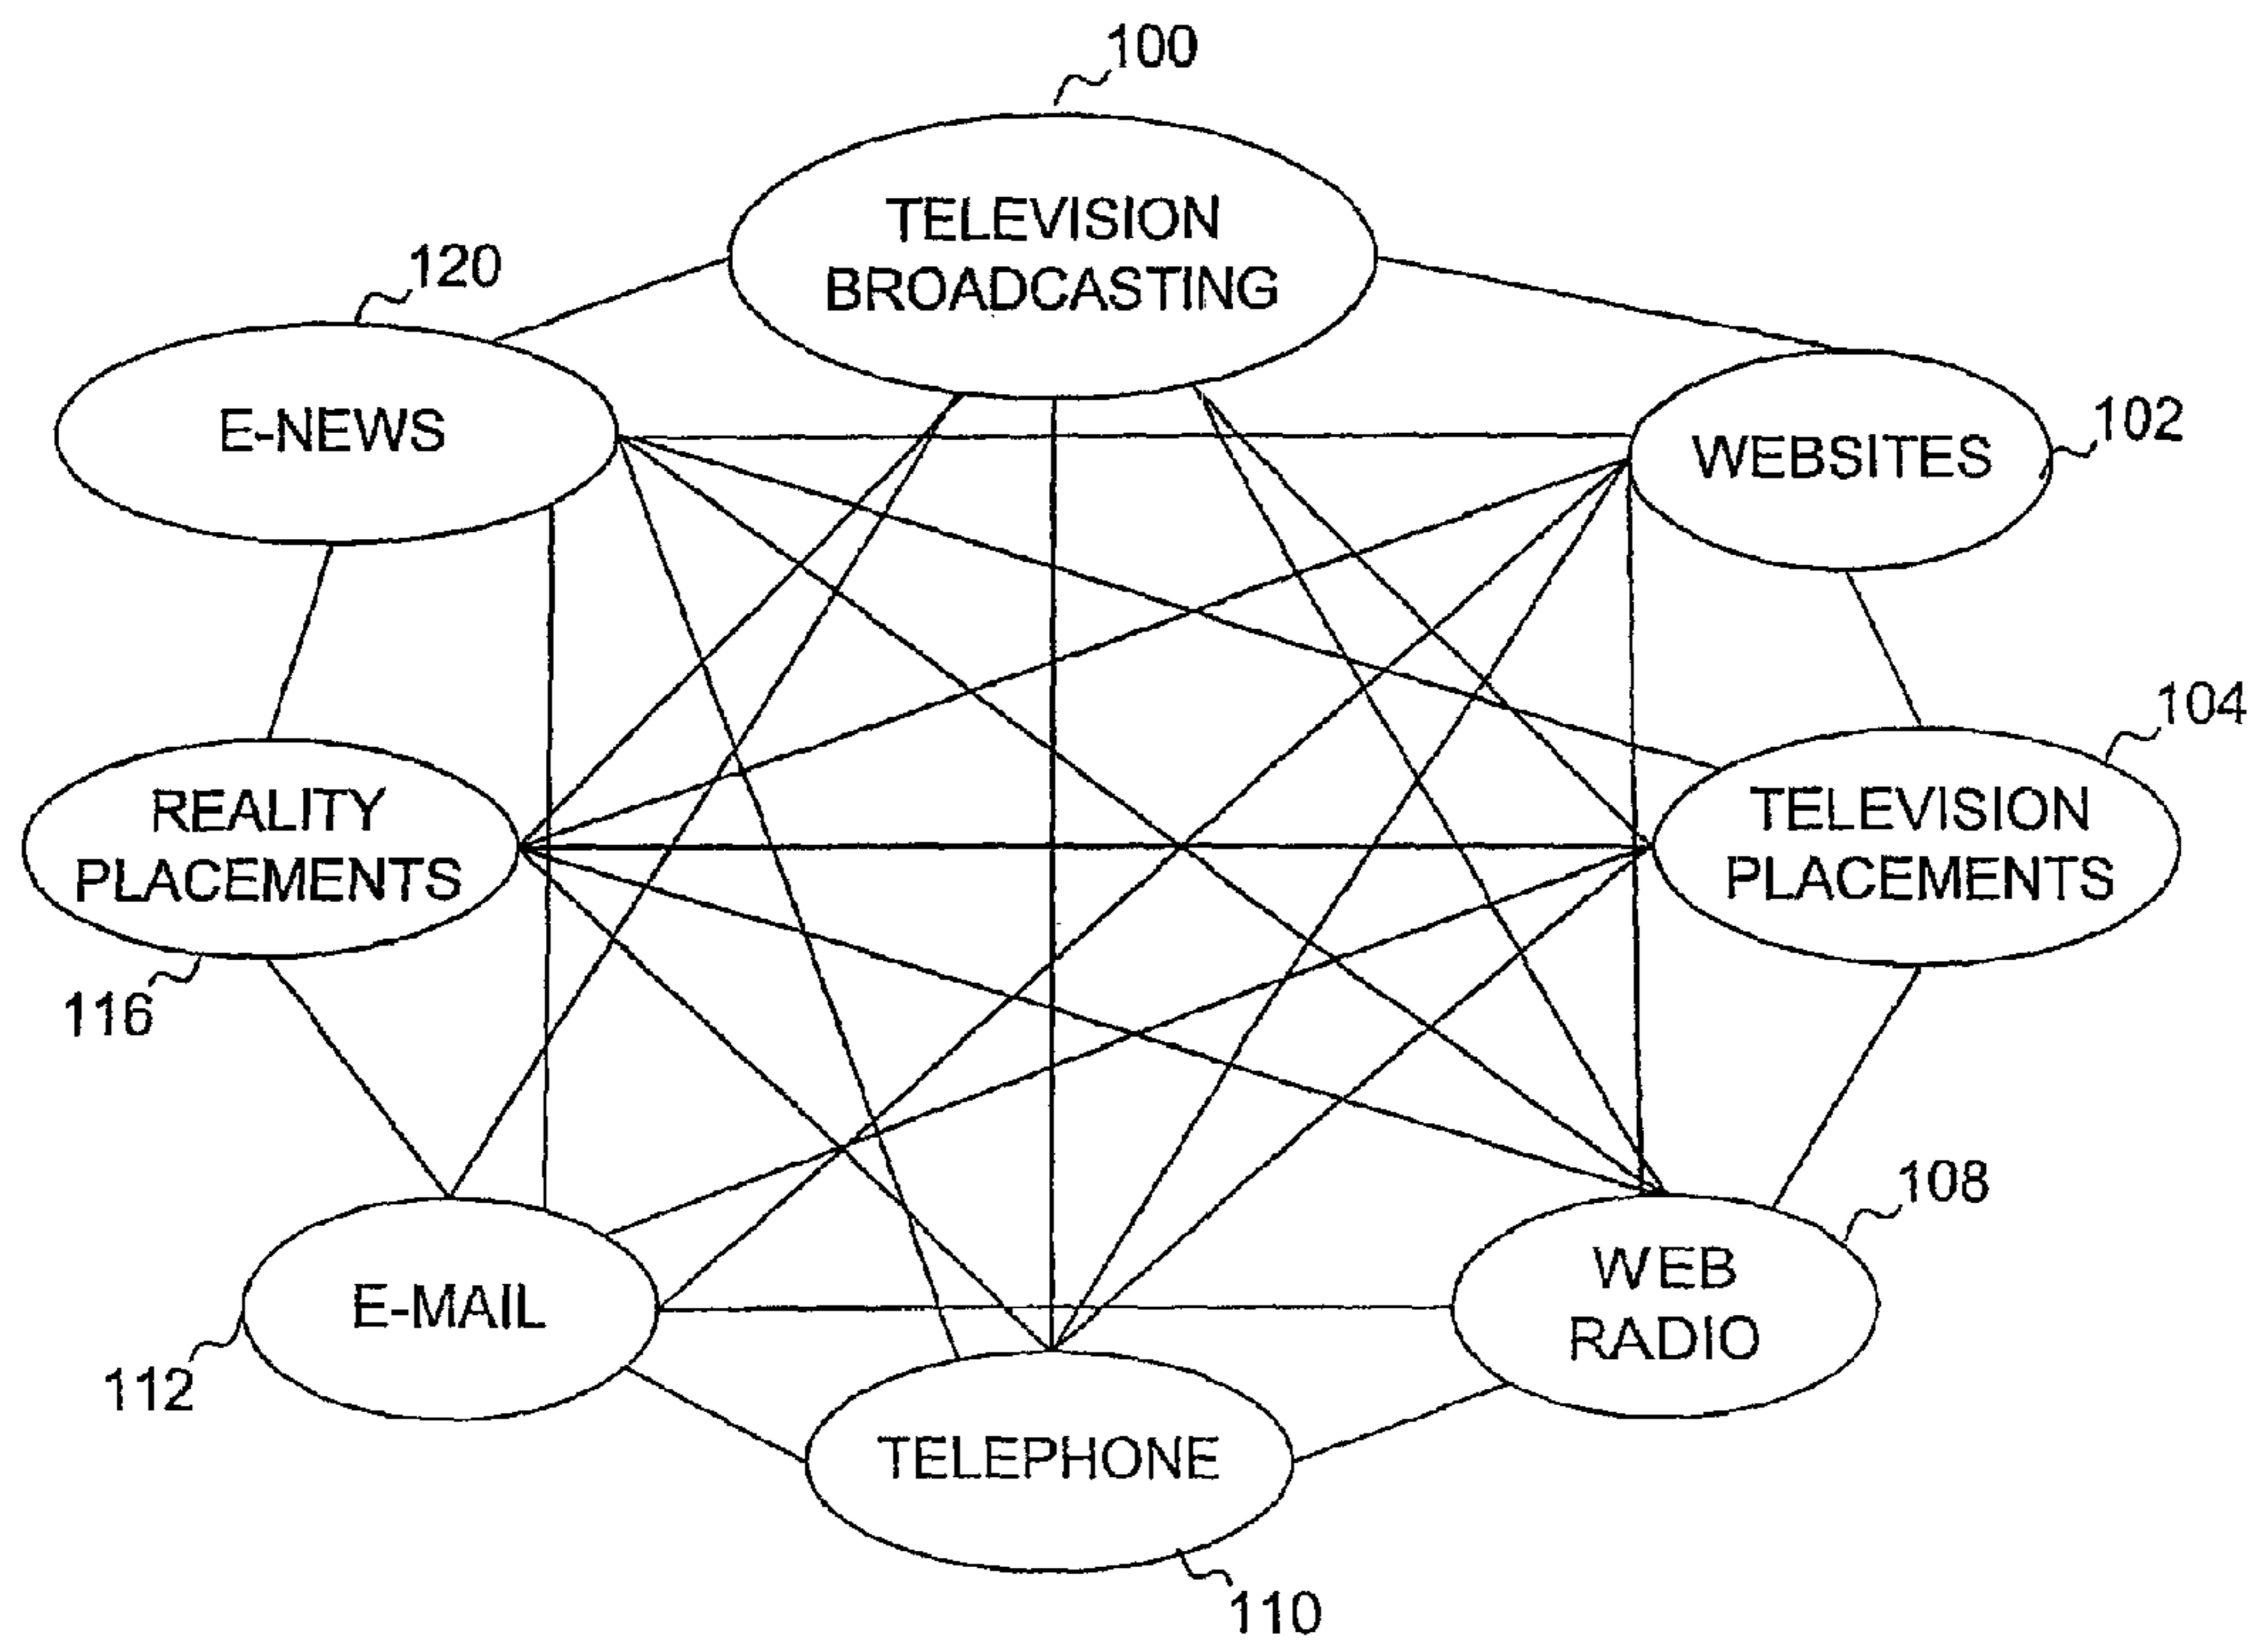 100
TELEVISION
BROADCASTING
120
E-NEWS
WEBSITES
102
104
REALITY
PLACEMENTS
TELEVISION
PLACEMENTS
116
108
E-MAIL
WEB
RADIO
112
TELEPHONE
110